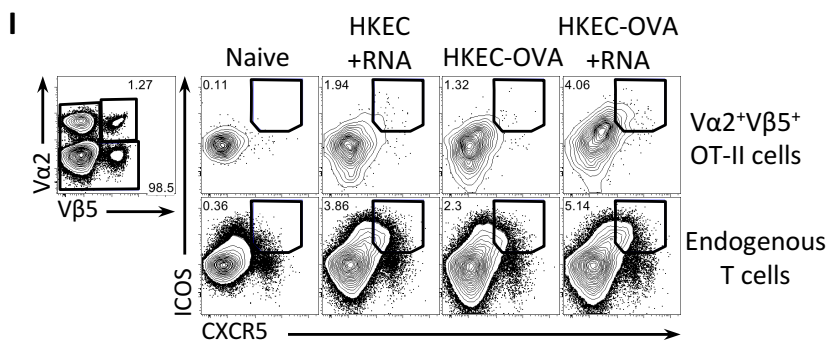 I
HKEC
+RNA
HKEC-OVA
+RNA
Naive
HKEC-OVA
1.27
98.5
Vα2
Vβ5
ICOS
0.11
1.94
1.32
4.06
Vα2⁺Vβ5⁺
OT-II cells
0.36
3.86
2.3
5.14
Endogenous
T cells
CXCR5